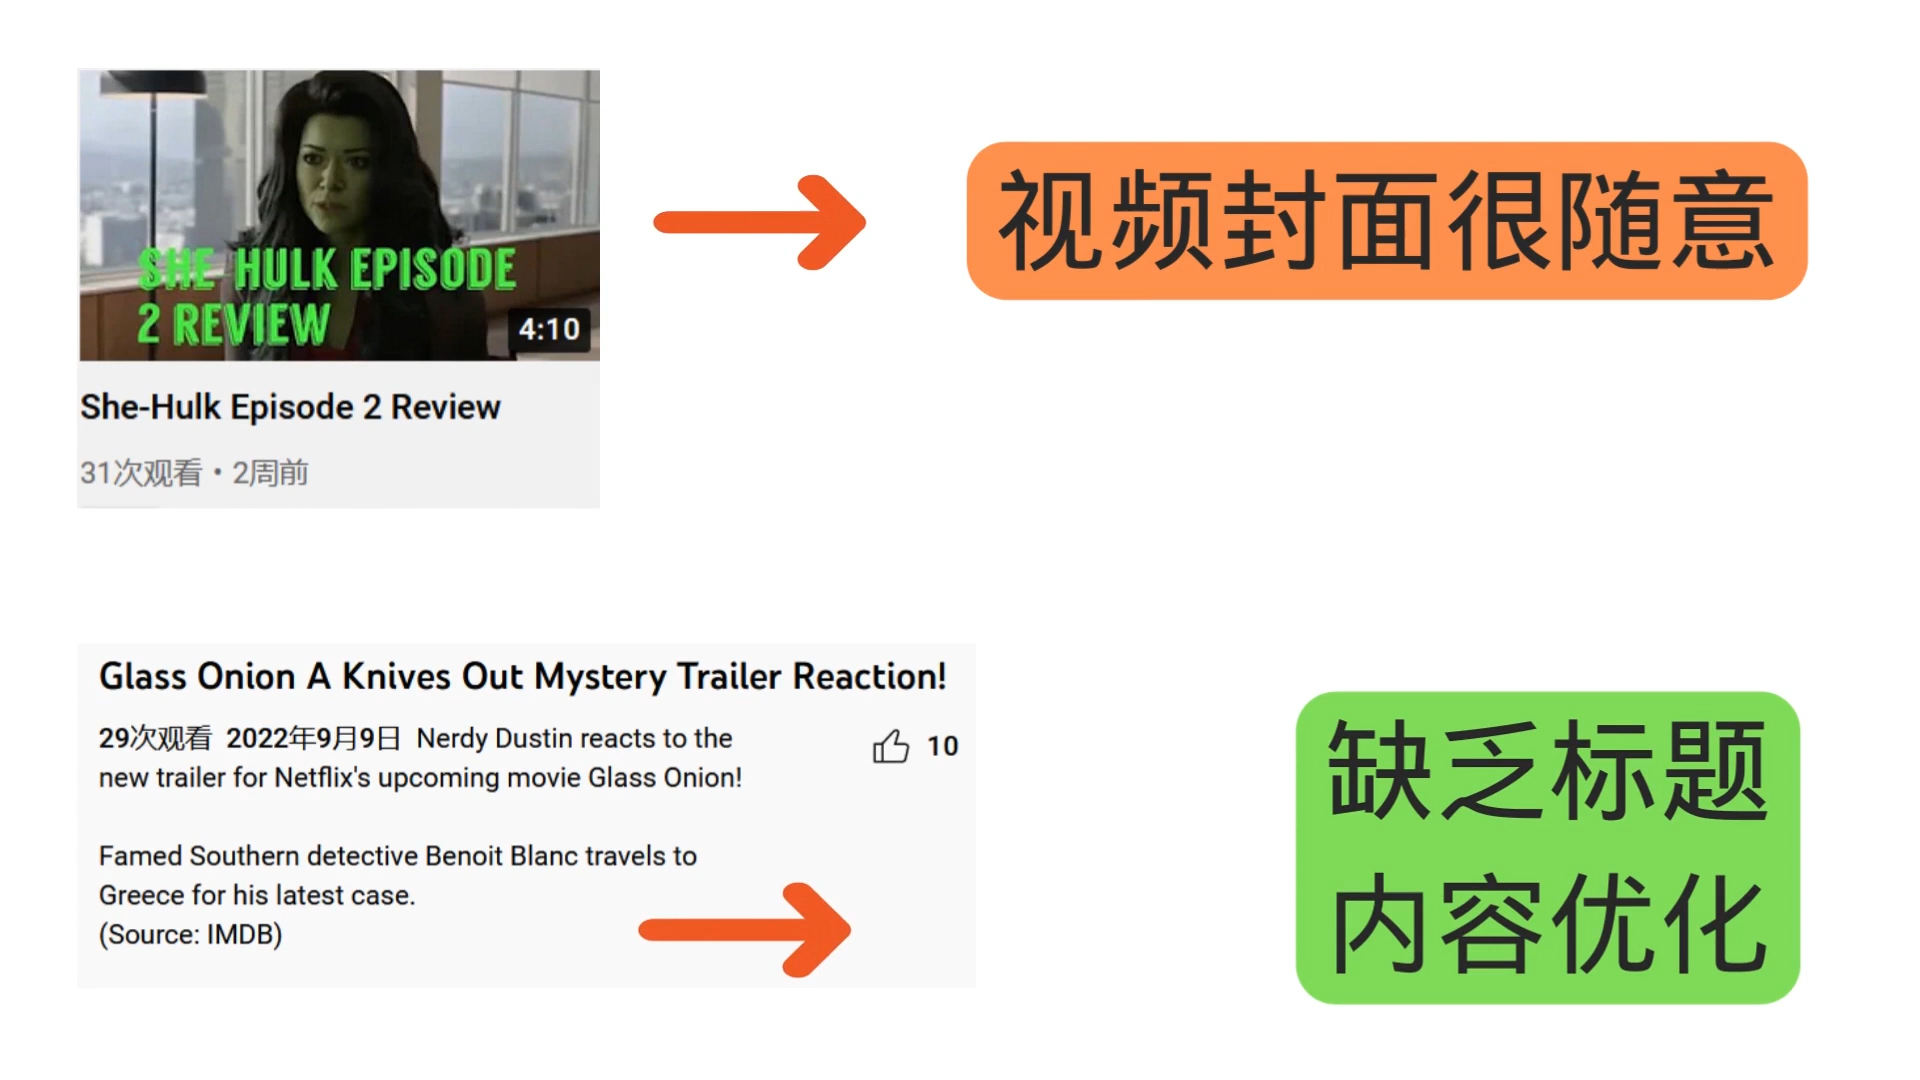 SHE HULK EPISODE
2 REVIEW
4:10
She-Hulk Episode 2 Review
31次观看・2周前
视频封面很随意
Glass Onion A Knives Out Mystery Trailer Reaction!
29次观看 2022年9月9日 Nerdy Dustin reacts to the
new trailer for Netflix's upcoming movie Glass Onion!
10
Famed Southern detective Benoit Blanc travels to
Greece for his latest case.
(Source: IMDB)
缺乏标题
内容优化